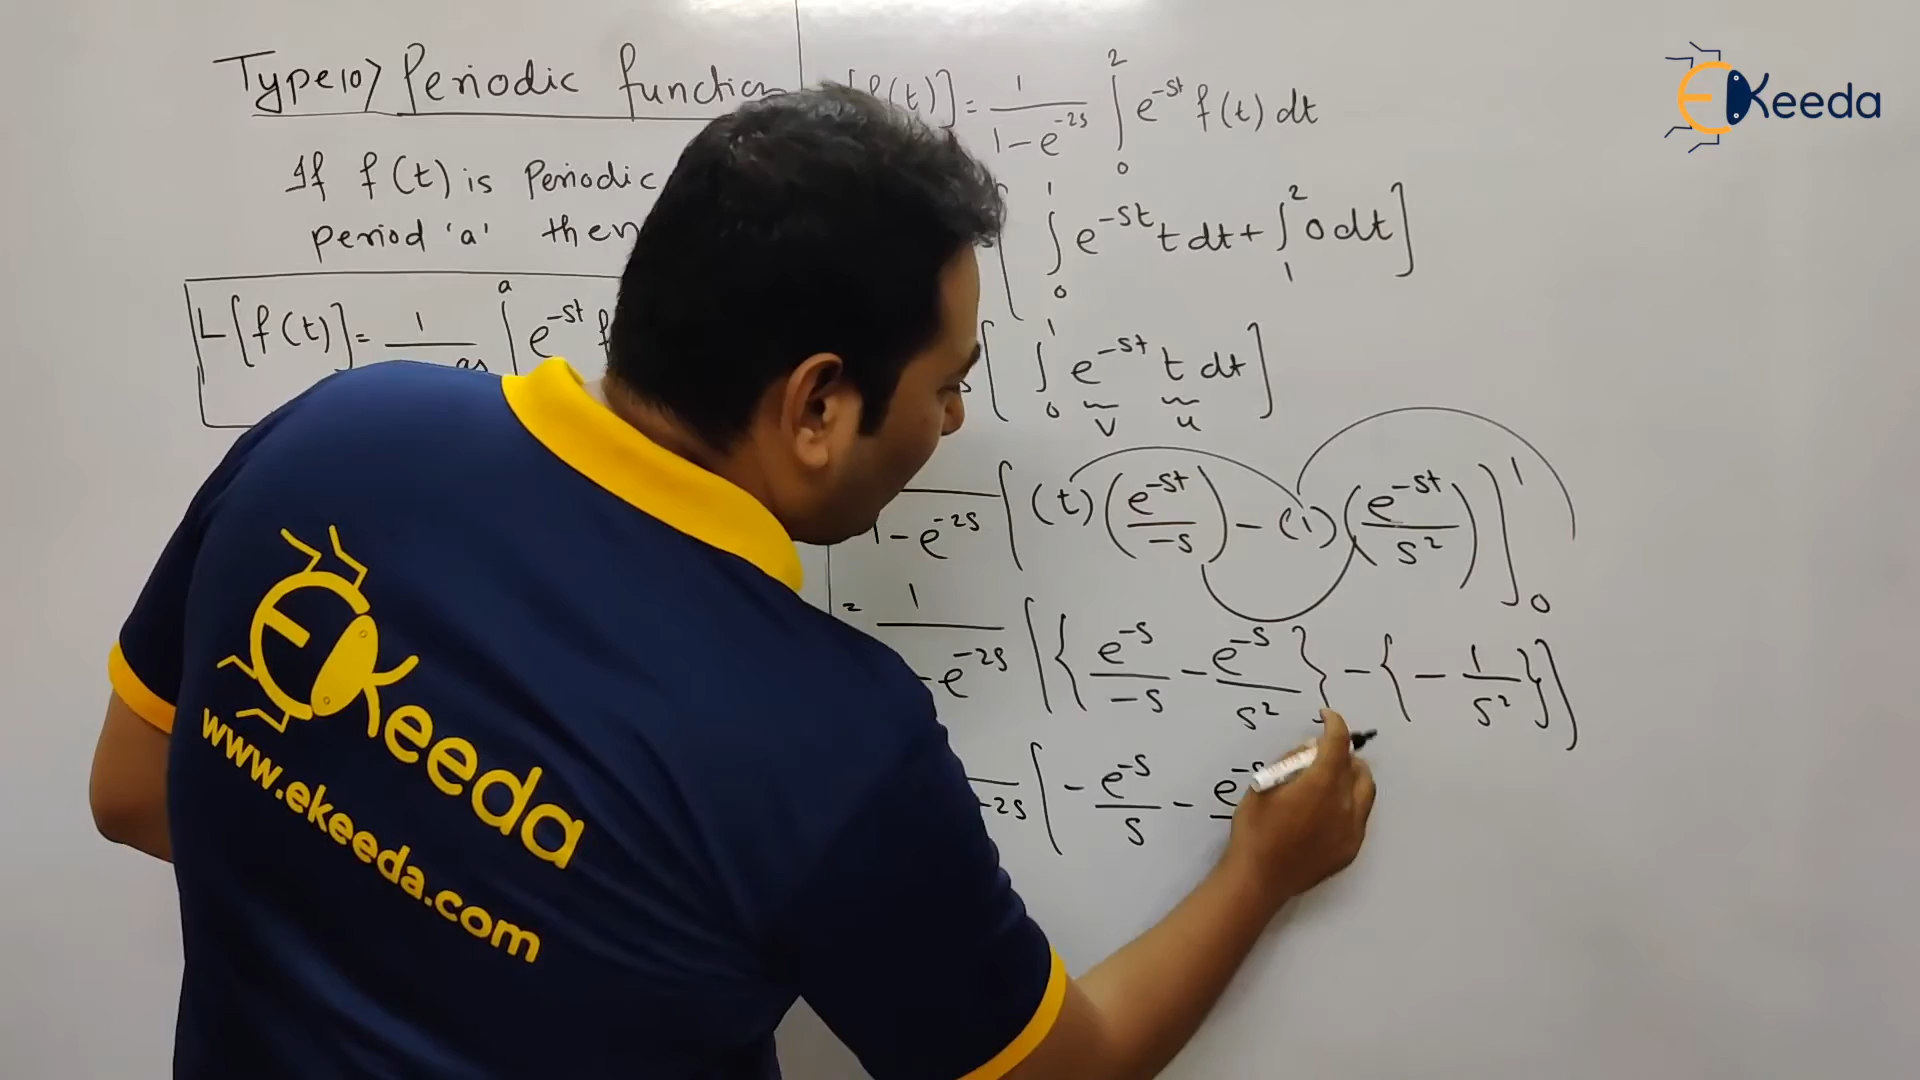 Type 10> Periodic function
If f(t) is Periodic
period 'a' then
L[f(t)] = 1 ∫₀ᵃ e^-st f
[f(t)] = 1/(1-e^-2s) ∫₀² e^-st f(t) dt
[∫₀¹ e^-st t dt + ∫₁² 0 dt]
[∫₀¹ e^-st t dt]
v u
1-e^-2s [(t)(e^-st/-s) - (1)(e^-st/s²)]₀¹
= 1/-e^-2s [{e^-s/-s - e^-s/s²} - {-1/s²}]
-2s [-e^-s/s - e^-s
EKeeda
EKeeda
www.ekeeda.com